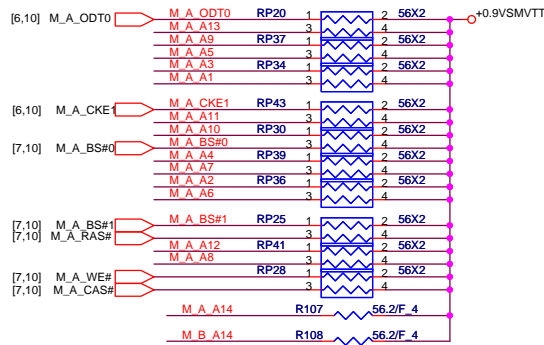 [6,10] M_A_ODT0 M_A_ODT0 RP20 1 2 56X2 +0.9VSMVTT
M_A_A13 3 4
M_A_A9 RP37 1 2 56X2
M_A_A5 3 4
M_A_A3 RP34 1 2 56X2
M_A_A1 3 4
[6,10] M_A_CKE1 M_A_CKE1 RP43 1 2 56X2
M_A_A11 3 4
M_A_A10 RP30 1 2 56X2
[7,10] M_A_BS#0 M_A_BS#0 3 4
M_A_A4 RP39 1 2 56X2
M_A_A7 3 4
M_A_A2 RP36 1 2 56X2
M_A_A6 3 4
[7,10] M_A_BS#1 M_A_BS#1 RP25 1 2 56X2
[7,10] M_A_RAS# 3 4
M_A_A12 RP41 1 2 56X2
M_A_A8 3 4
[7,10] M_A_WE# RP28 1 2 56X2
[7,10] M_A_CAS# 3 4
M_A_A14 R107 56.2/F_4
M_B_A14 R108 56.2/F_4